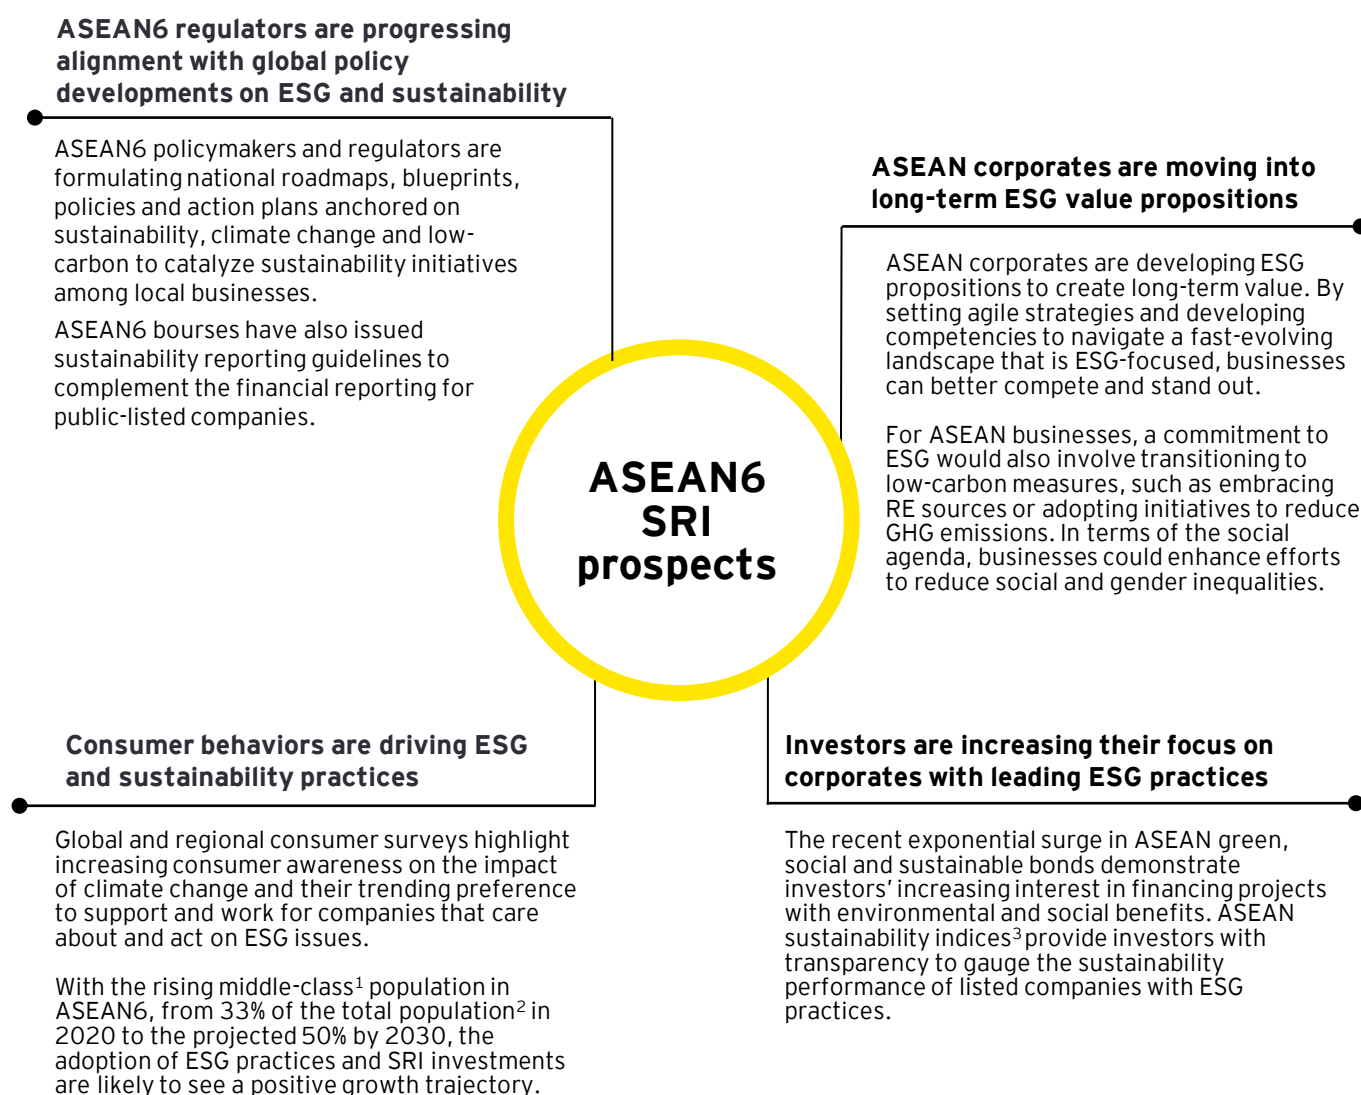 ASEAN6 regulators are progressing
alignment with global policy
developments on ESG and sustainability
ASEAN6 policymakers and regulators are
formulating national roadmaps, blueprints,
policies and action plans anchored on
sustainability, climate change and low-
carbon to catalyze sustainability initiatives
among local businesses.
ASEAN6 bourses have also issued
sustainability reporting guidelines to
complement the financial reporting for
public-listed companies.
ASEAN corporates are moving into
long-term ESG value propositions
ASEAN corporates are developing ESG
propositions to create long-term value. By
setting agile strategies and developing
competencies to navigate a fast-evolving
landscape that is ESG-focused, businesses
can better compete and stand out.
For ASEAN businesses, a commitment to
ESG would also involve transitioning to
low-carbon measures, such as embracing
RE sources or adopting initiatives to reduce
GHG emissions. In terms of the social
agenda, businesses could enhance efforts
to reduce social and gender inequalities.
ASEAN6
SRI
prospects
Consumer behaviors are driving ESG
and sustainability practices
Global and regional consumer surveys highlight
increasing consumer awareness on the impact
of climate change and their trending preference
to support and work for companies that care
about and act on ESG issues.
With the rising middle-class¹ population in
ASEAN6, from 33% of the total population² in
2020 to the projected 50% by 2030, the
adoption of ESG practices and SRI investments
are likely to see a positive growth trajectory.
Investors are increasing their focus on
corporates with leading ESG practices
The recent exponential surge in ASEAN green,
social and sustainable bonds demonstrate
investors' increasing interest in financing projects
with environmental and social benefits. ASEAN
sustainability indices³ provide investors with
transparency to gauge the sustainability
performance of listed companies with ESG
practices.